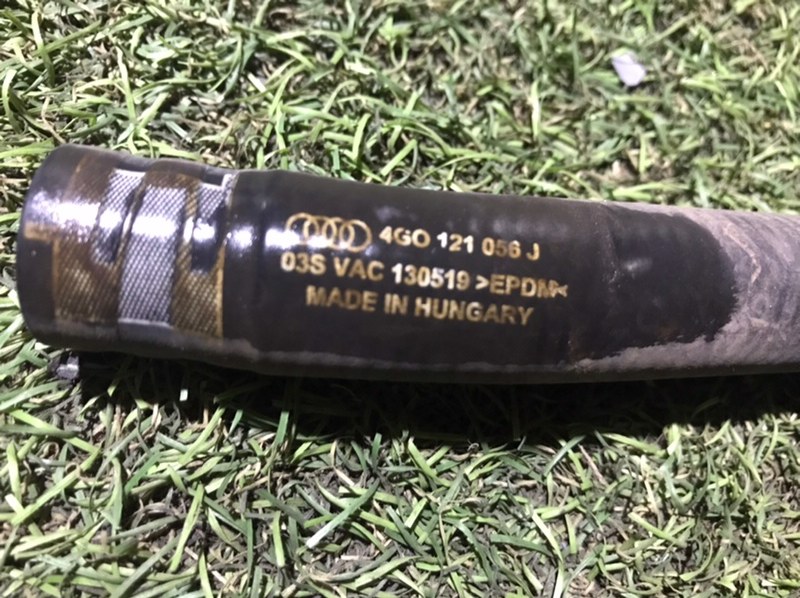 4GO 121 056 J
03S VAC 130519 >EPDM<
MADE IN HUNGARY